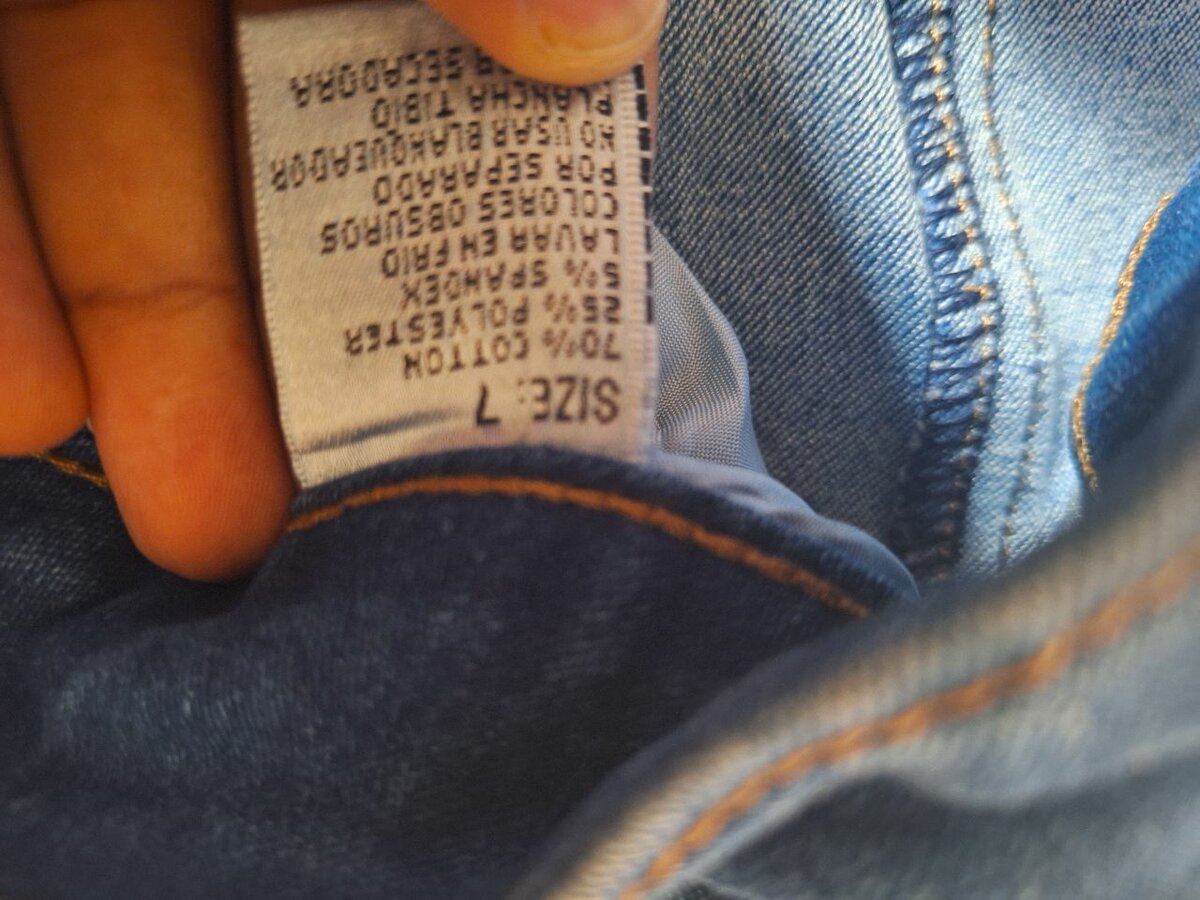 SIZE: 7
70% COTTON
25% POLYESTER
5% SPANDEX
LAVAR EN FRIO
COLORES OBSUROS
POR SEPARADO
NO USAR BLANQUEADOR
PLANCHA TIBIO
SECADORA